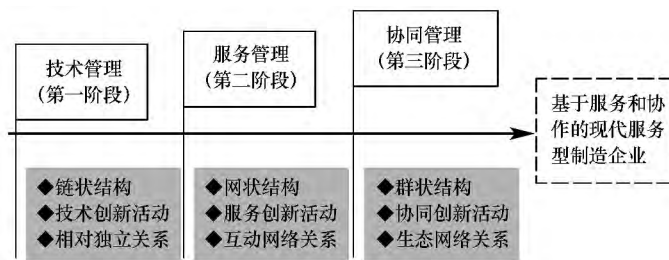 技术管理
(第一阶段)
服务管理
(第二阶段)
协同管理
(第三阶段)
基于服务和协
作的现代服务
型制造企业
◆链状结构
◆技术创新活动
◆相对独立关系
◆网状结构
◆服务创新活动
◆互动网络关系
◆群状结构
◆协同创新活动
◆生态网络关系